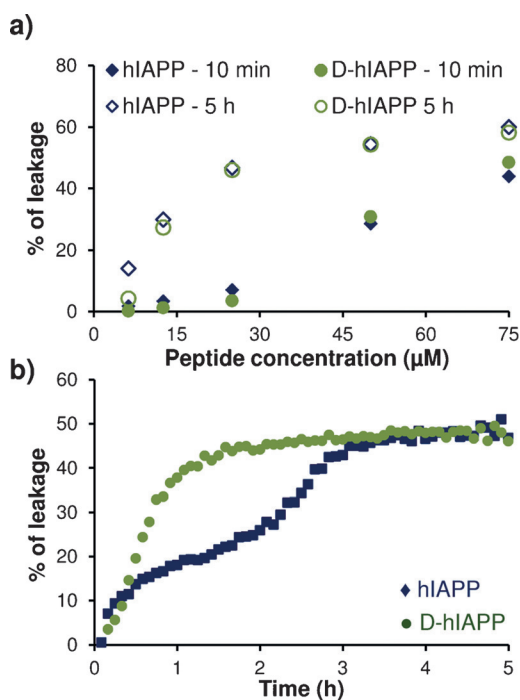 a)
80
60
40
20
0
% of leakage
hIAPP - 10 min D-hIAPP - 10 min
hIAPP - 5 h D-hIAPP 5 h
0 15 30 45 60 75
Peptide concentration (μM)
b)
60
50
40
30
20
10
0
% of leakage
hIAPP
D-hIAPP
0 1 2 3 4 5
Time (h)